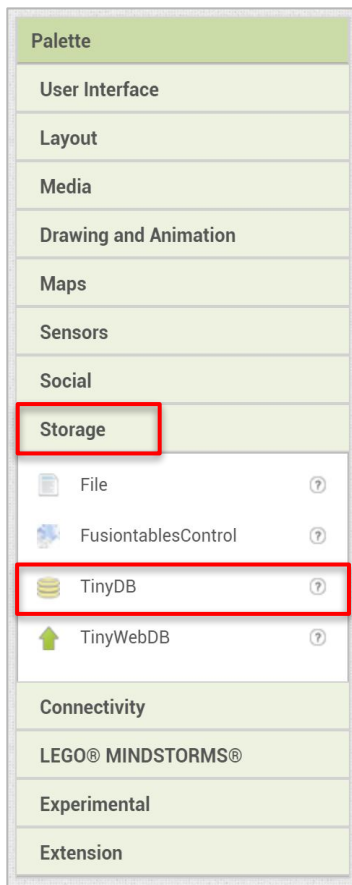 Palette
User Interface
Layout
Media
Drawing and Animation
Maps
Sensors
Social
Storage
File ?
FusiontablesControl ?
TinyDB ?
TinyWebDB ?
Connectivity
LEGO® MINDSTORMS®
Experimental
Extension